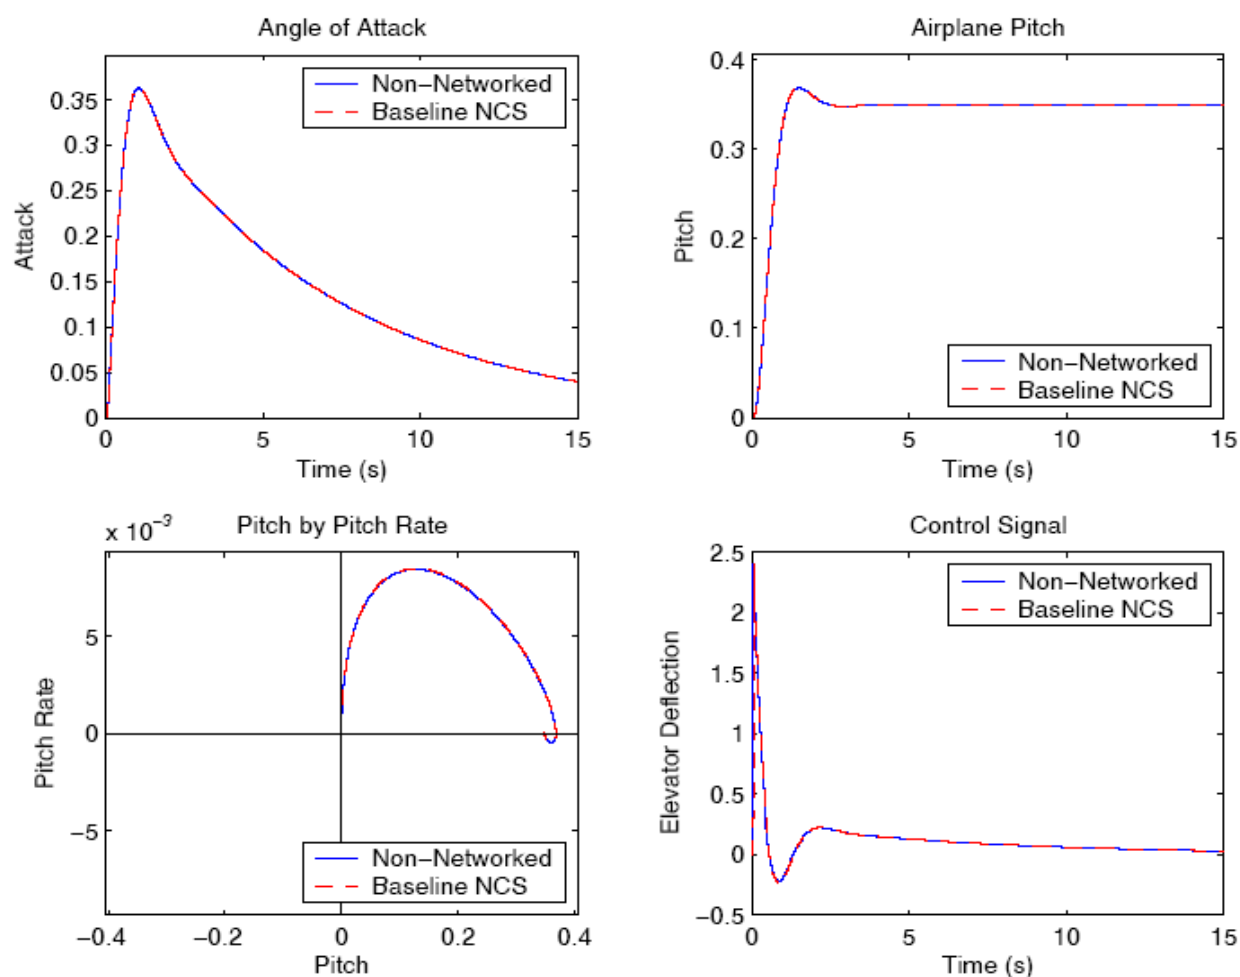 Angle of Attack
Non−Networked
Baseline NCS
0.35
0.3
0.25
0.2
0.15
0.1
0.05
0
Attack
0 5 10 15
Time (s)
Airplane Pitch
0.4
0.3
0.2
0.1
0
Pitch
Non−Networked
Baseline NCS
0 5 10 15
Time (s)
x 10⁻³
Pitch by Pitch Rate
5
0
−5
Pitch Rate
Non−Networked
Baseline NCS
−0.4 −0.2 0 0.2 0.4
Pitch
Control Signal
Non−Networked
Baseline NCS
2.5
2
1.5
1
0.5
0
−0.5
Elevator Deflection
0 5 10 15
Time (s)